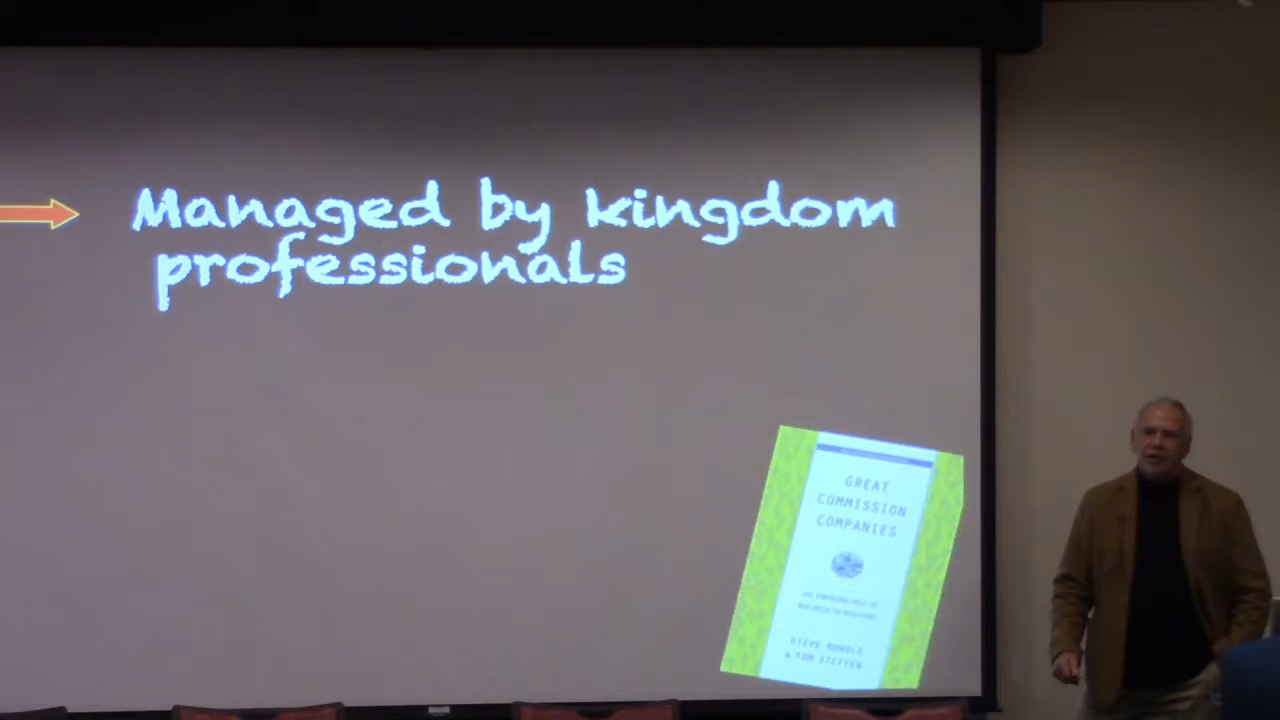 Managed by kingdom
professionals
GREAT
COMMISSION
COMPANIES
STEVE RUNDLE
& TOM STEFFEN